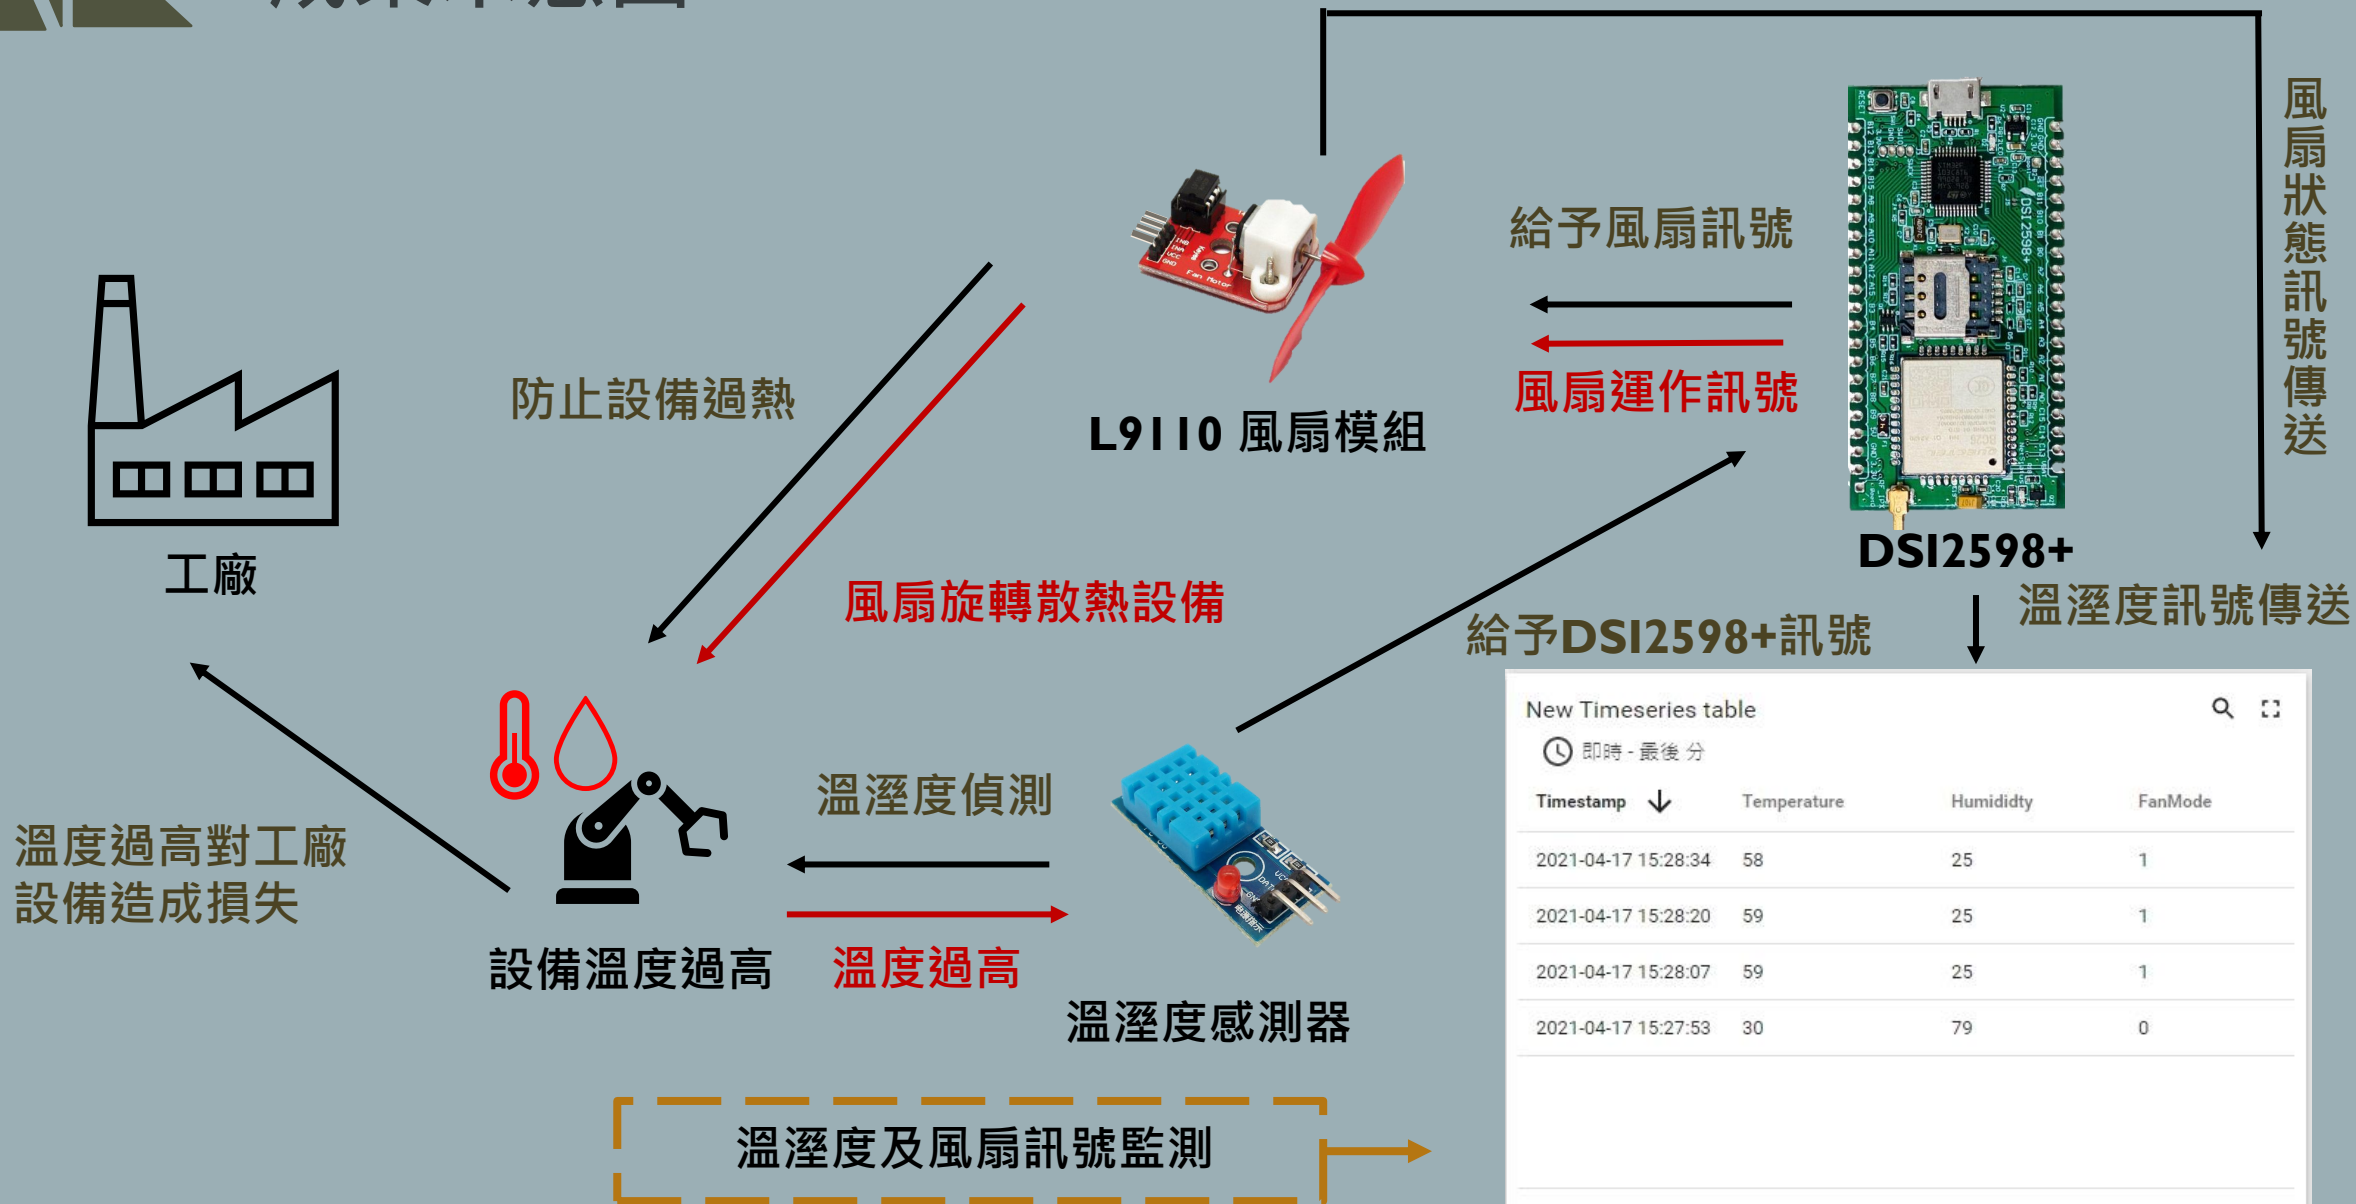 成果示意圖
給予風扇訊號
風扇狀態訊號傳送
風扇運作訊號
防止設備過熱
L9110 風扇模組
DSI2598+
工廠
風扇旋轉散熱設備
溫溼度訊號傳送
給予DSI2598+訊號
New Timeseries table
即時 - 最後 分
Timestamp Temperature Humididty FanMode
2021-04-17 15:28:34 58 25 1
2021-04-17 15:28:20 59 25 1
2021-04-17 15:28:07 59 25 1
2021-04-17 15:27:53 30 79 0
溫溼度偵測
溫度過高對工廠
設備造成損失
設備溫度過高
溫度過高
溫溼度感測器
溫溼度及風扇訊號監測